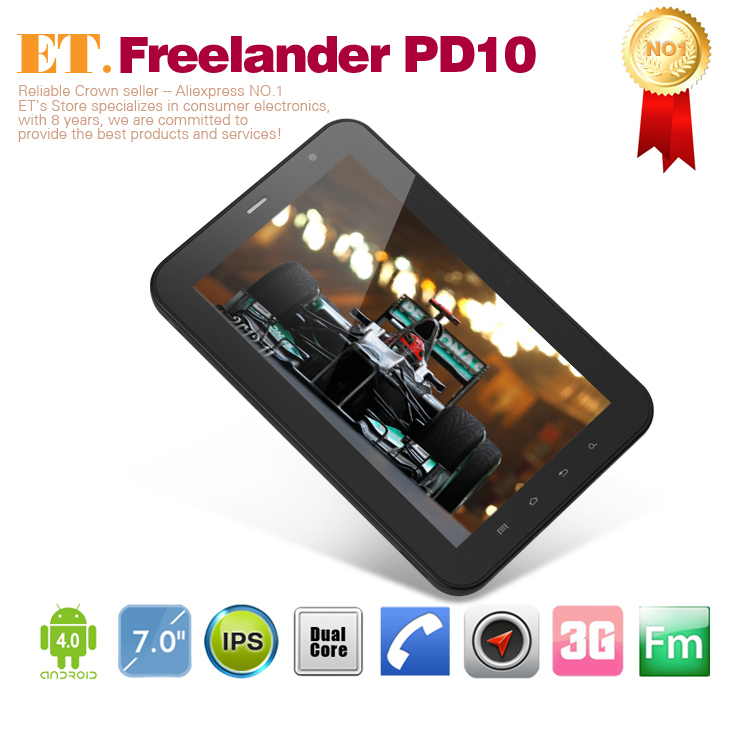 ET. Freelander PD10
NO1
Reliable Crown seller – Aliexpress NO.1
ET's Store specializes in consumer electronics,
with 8 years, we are committed to
provide the best products and services!
4.0
ANDROID
7.0"
IPS
Dual
Core
3G
Fm